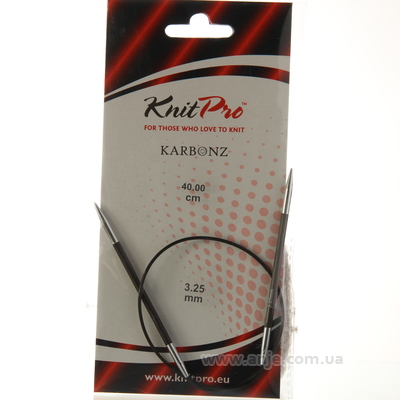 KnitPro™
FOR THOSE WHO LOVE TO KNIT
KARBONZ
40.00
cm
3.25
mm
www.anje.com.ua
www.knitpro.eu